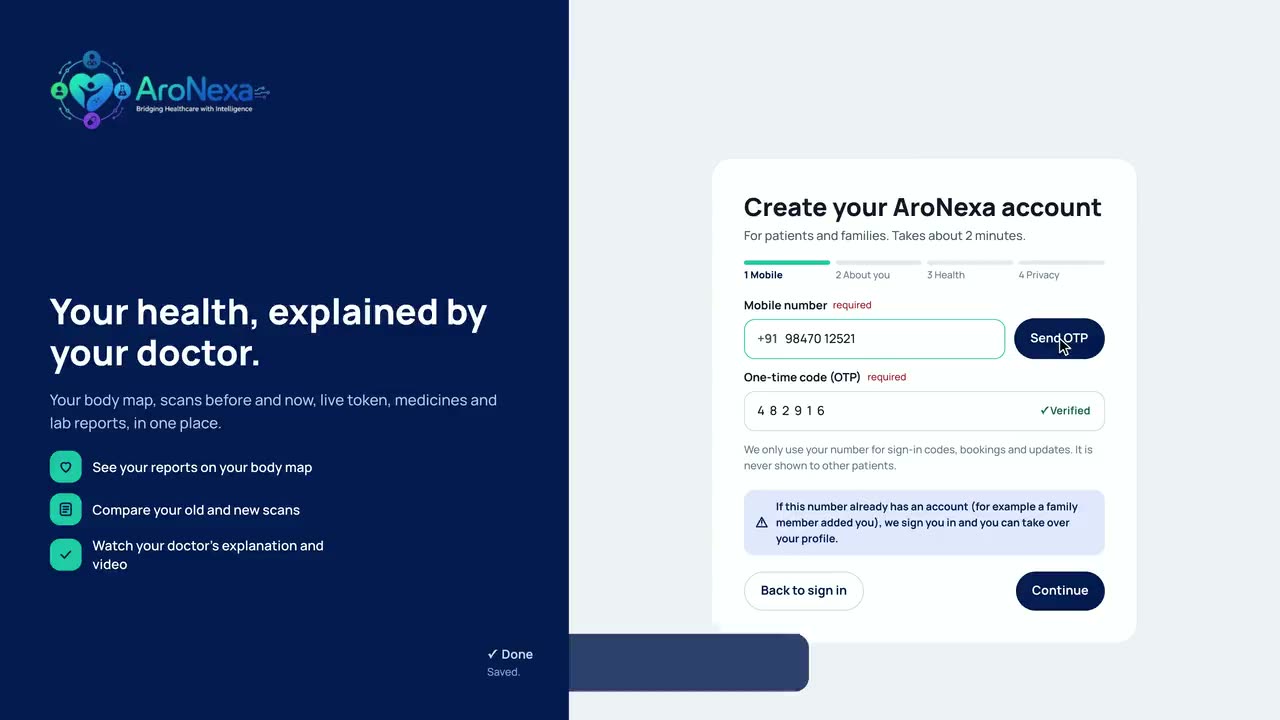 AroNexa
Bridging Healthcare with Intelligence
Your health, explained by
your doctor.
Your body map, scans before and now, live token, medicines and
lab reports, in one place.
See your reports on your body map
Compare your old and new scans
Watch your doctor's explanation and
video
✓ Done
Saved.
Create your AroNexa account
For patients and families. Takes about 2 minutes.
1 Mobile 2 About you 3 Health 4 Privacy
Mobile number required
+91 98470 12521 Send OTP
One-time code (OTP) required
4 8 2 9 1 6 ✓Verified
We only use your number for sign-in codes, bookings and updates. It is
never shown to other patients.
If this number already has an account (for example a family
member added you), we sign you in and you can take over
your profile.
Back to sign in Continue